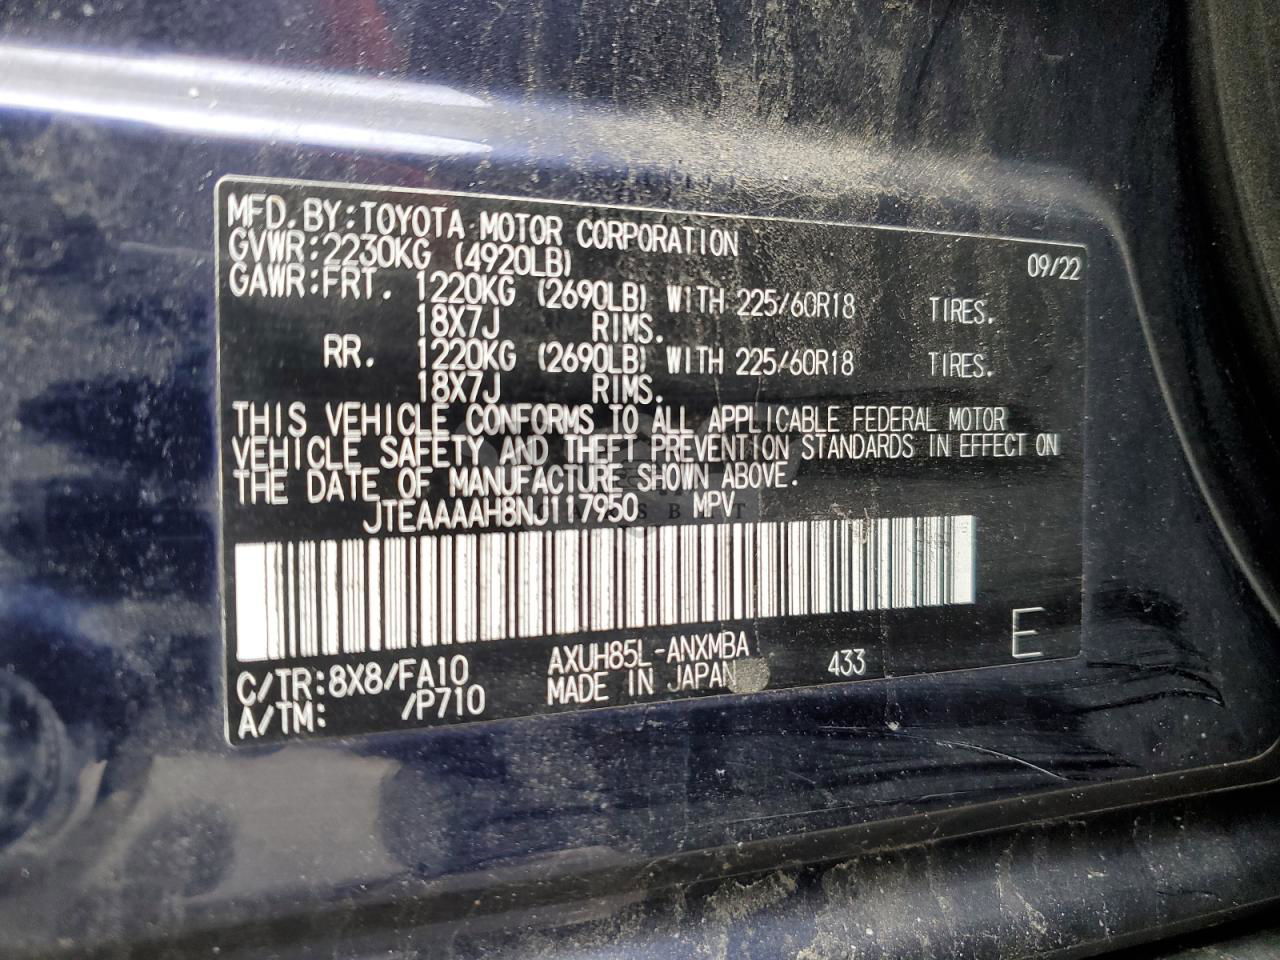 MFD. BY: TOYOTA MOTOR CORPORATION
GVWR: 2230KG (4920LB) 09/22
GAWR: FRT. 1220KG (2690LB) WITH 225/60R18 TIRES.
18X7J RIMS.
RR. 1220KG (2690LB) WITH 225/60R18 TIRES.
18X7J RIMS.
THIS VEHICLE CONFORMS TO ALL APPLICABLE FEDERAL MOTOR
VEHICLE SAFETY AND THEFT PREVENTION STANDARDS IN EFFECT ON
THE DATE OF MANUFACTURE SHOWN ABOVE.
JTEAAAAH8NJ117950 MPV
C/TR: 8X8/FA10 AXUH85L-ANXMBA 433 E
A/TM: /P710 MADE IN JAPAN